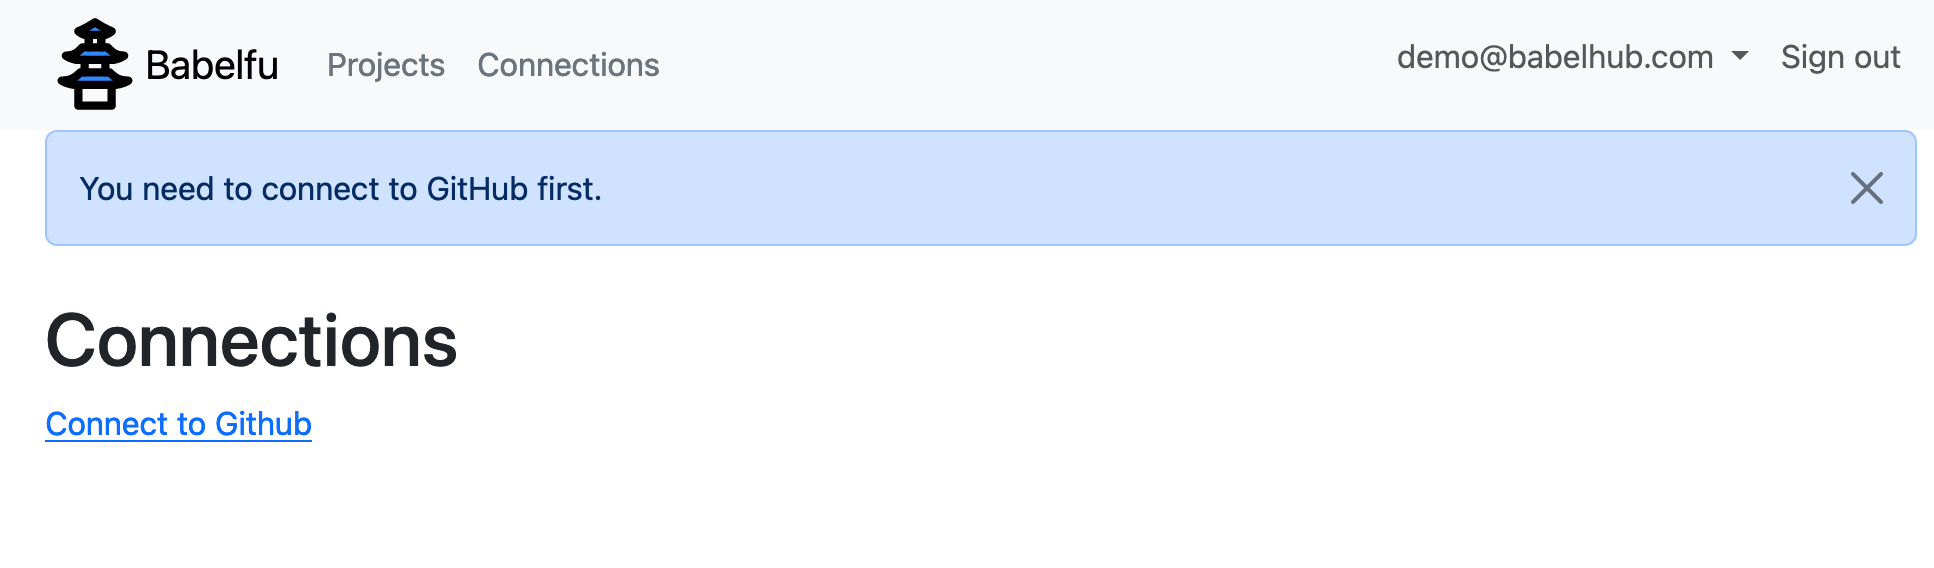 Babelfu Projects Connections demo@babelhub.com Sign out
You need to connect to GitHub first.
Connections
Connect to Github